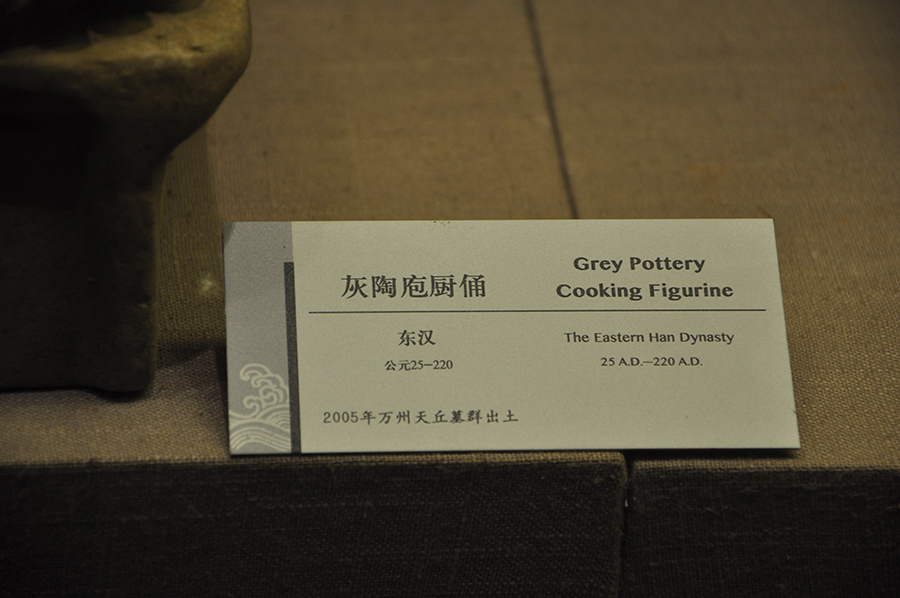 灰陶庖厨俑
Grey Pottery
Cooking Figurine
东汉
公元25—220
The Eastern Han Dynasty
25 A.D.—220 A.D.
2005年万州天丘墓群出土